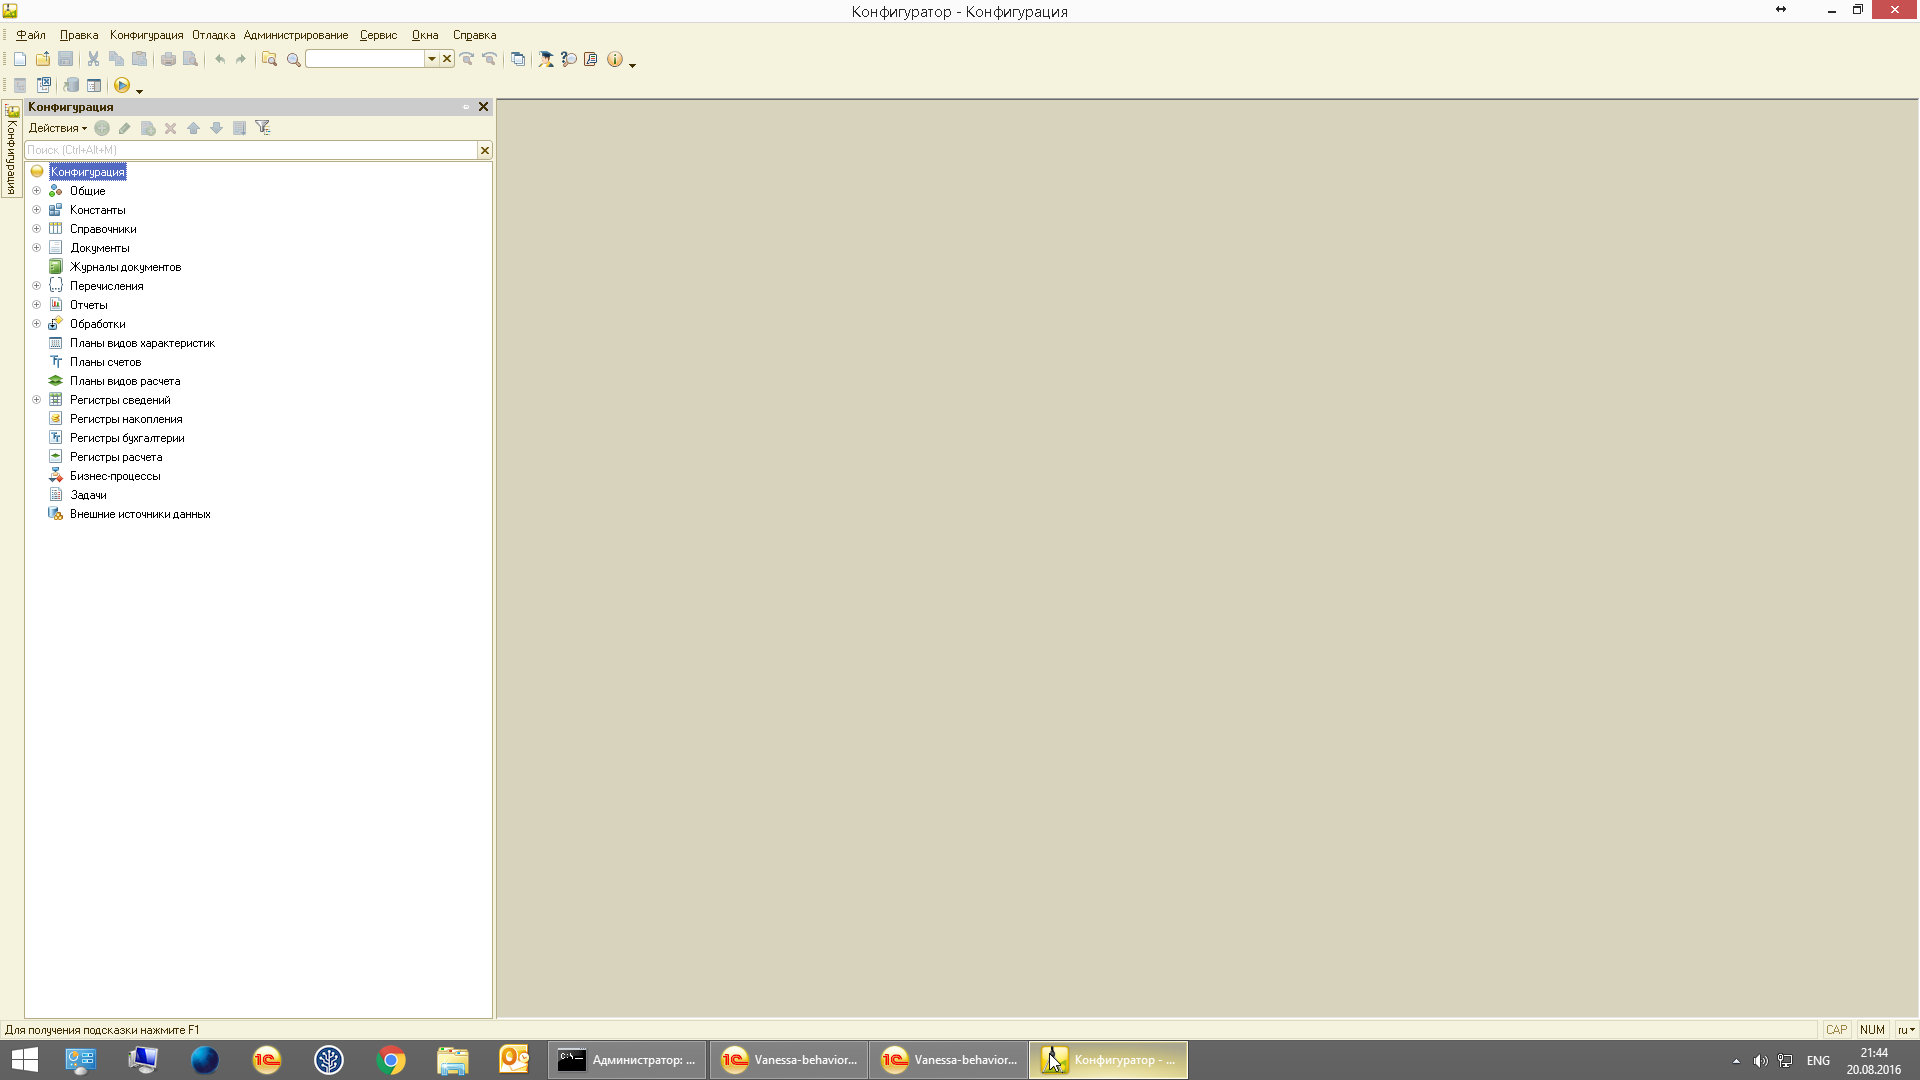 Конфигуратор - Конфигурация
Файл Правка Конфигурация Отладка Администрирование Сервис Окна Справка
Конфигурация
Конфигурация
Действия
Поиск (Ctrl+Alt+M)
Конфигурация
Общие
Константы
Справочники
Документы
Журналы документов
Перечисления
Отчеты
Обработки
Планы видов характеристик
Планы счетов
Планы видов расчета
Регистры сведений
Регистры накопления
Регистры бухгалтерии
Регистры расчета
Бизнес-процессы
Задачи
Внешние источники данных
Для получения подсказки нажмите F1
CAP NUM ru
Администратор: ...
Vanessa-behavior...
Vanessa-behavior...
Конфигуратор - ...
ENG
21:44
20.08.2016